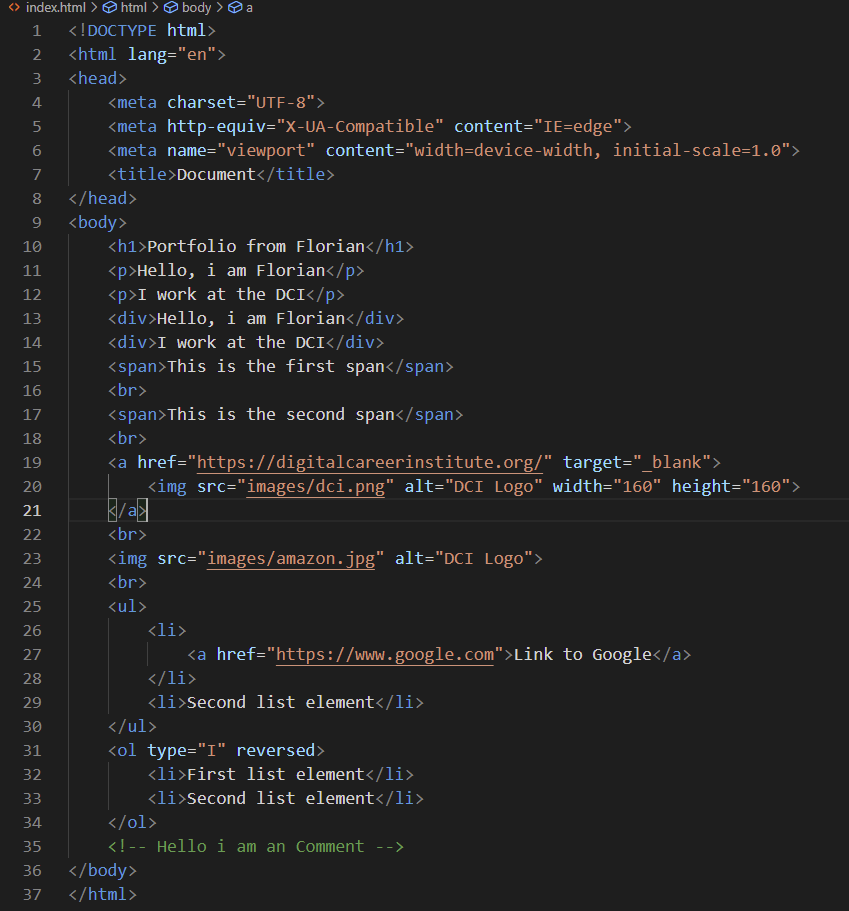 index.html > html > body > a
1 <!DOCTYPE html>
2 <html lang="en">
3 <head>
4     <meta charset="UTF-8">
5     <meta http-equiv="X-UA-Compatible" content="IE=edge">
6     <meta name="viewport" content="width=device-width, initial-scale=1.0">
7     <title>Document</title>
8 </head>
9 <body>
10     <h1>Portfolio from Florian</h1>
11     <p>Hello, i am Florian</p>
12     <p>I work at the DCI</p>
13     <div>Hello, i am Florian</div>
14     <div>I work at the DCI</div>
15     <span>This is the first span</span>
16     <br>
17     <span>This is the second span</span>
18     <br>
19     <a href="https://digitalcareerinstitute.org/" target="_blank">
20         <img src="images/dci.png" alt="DCI Logo" width="160" height="160">
21     </a>
22     <br>
23     <img src="images/amazon.jpg" alt="DCI Logo">
24     <br>
25     <ul>
26         <li>
27             <a href="https://www.google.com">Link to Google</a>
28         </li>
29         <li>Second list element</li>
30     </ul>
31     <ol type="I" reversed>
32         <li>First list element</li>
33         <li>Second list element</li>
34     </ol>
35     <!-- Hello i am an Comment -->
36 </body>
37 </html>